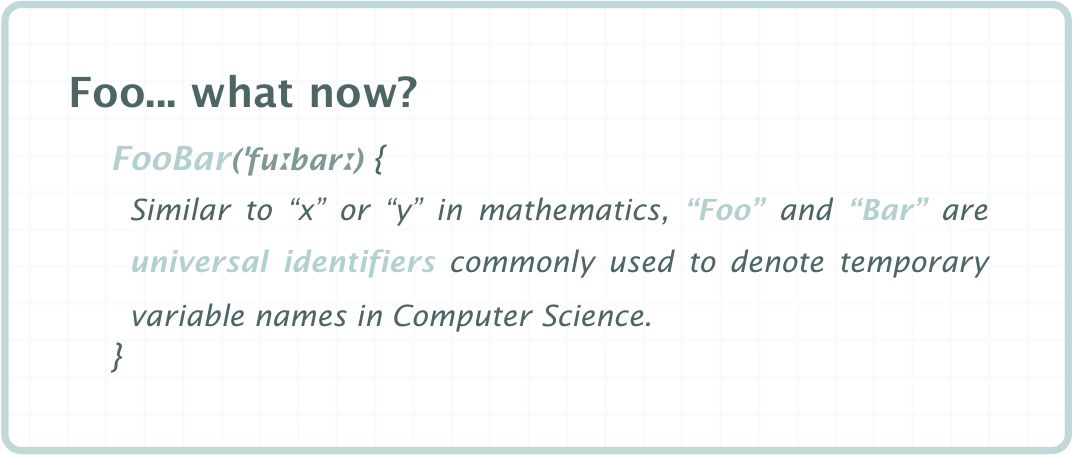 Foo... what now?
FooBar('fuːbarː) {
Similar to “x” or “y” in mathematics, “Foo” and “Bar” are
universal identifiers commonly used to denote temporary
variable names in Computer Science.
}